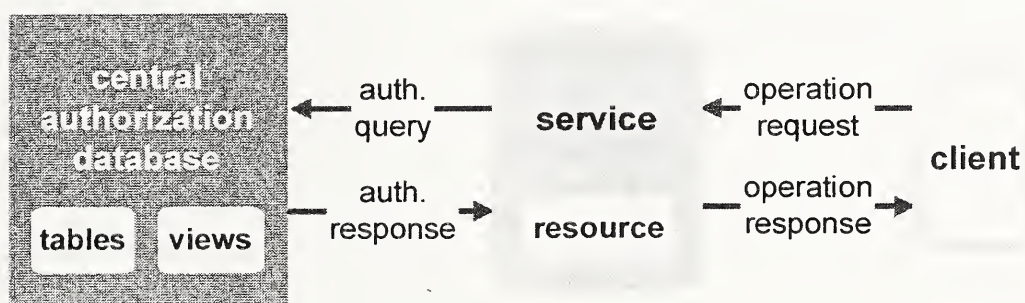 central
authorization
database
tables
views
auth.
query
auth.
response
service
resource
operation
request
operation
response
client